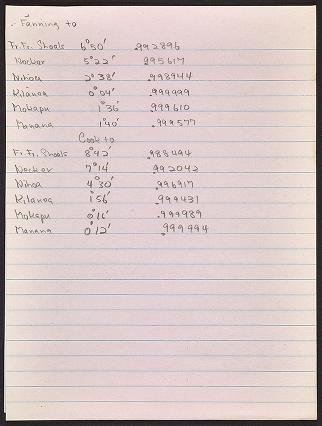 Fanning to
Fr. Fr. Shoals 6°50' .992896
Necker 5°22' .995617
Nihoa 2°38' .998944
Kilauea 0°04' .999999
Mokapu 1°36' .999610
Manana 1°40' .999577
Cook to
Fr. Fr. Shoals 8°42' .988494
Necker 7°14' .992042
Nihoa 4°30' .996917
Kilauea 1°56' .999431
Mokapu 0°16' .999989
Manana 0°12' .999994